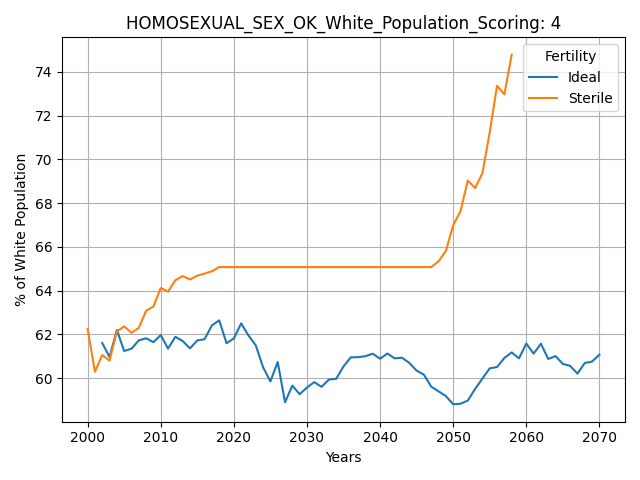 HOMOSEXUAL_SEX_OK_White_Population_Scoring: 4
Fertility
Ideal
Sterile
% of White Population
74
72
70
68
66
64
62
60
2000 2010 2020 2030 2040 2050 2060 2070
Years